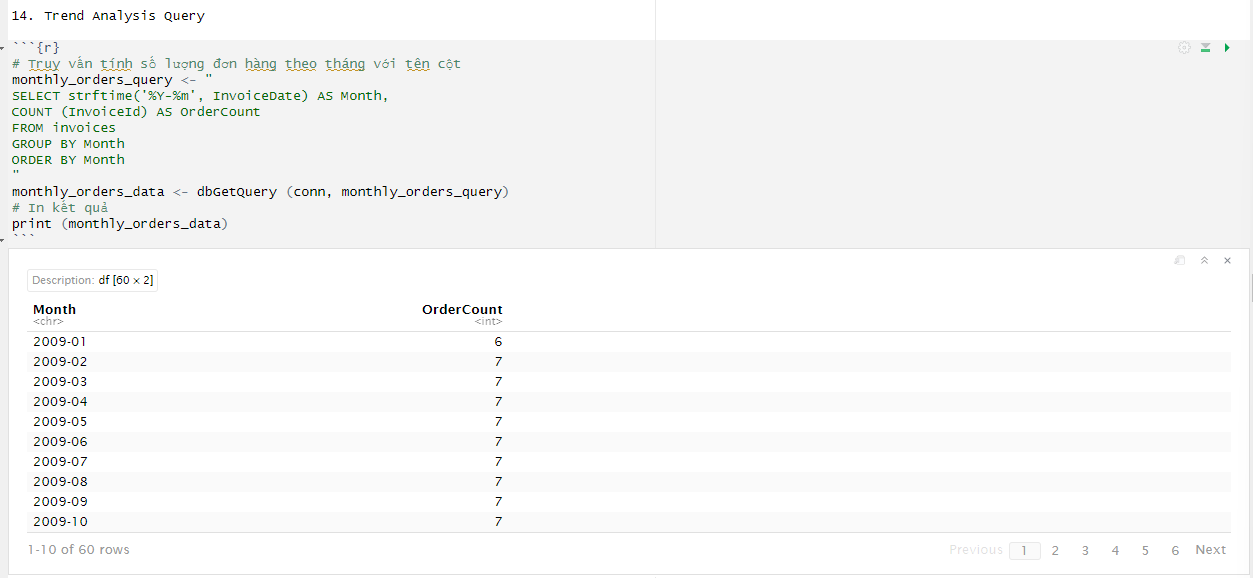 14. Trend Analysis Query
```{r}
# Truy vấn tính số lượng đơn hàng theo tháng với tên cột
monthly_orders_query <- "
SELECT strftime('%Y-%m', InvoiceDate) AS Month,
COUNT (InvoiceId) AS OrderCount
FROM invoices
GROUP BY Month
ORDER BY Month
"
monthly_orders_data <- dbGetQuery (conn, monthly_orders_query)
# In kết quả
print (monthly_orders_data)
```
Description: df [60 × 2]
Month OrderCount
<chr> <int>
2009-01 6
2009-02 7
2009-03 7
2009-04 7
2009-05 7
2009-06 7
2009-07 7
2009-08 7
2009-09 7
2009-10 7
1-10 of 60 rows Previous 1 2 3 4 5 6 Next